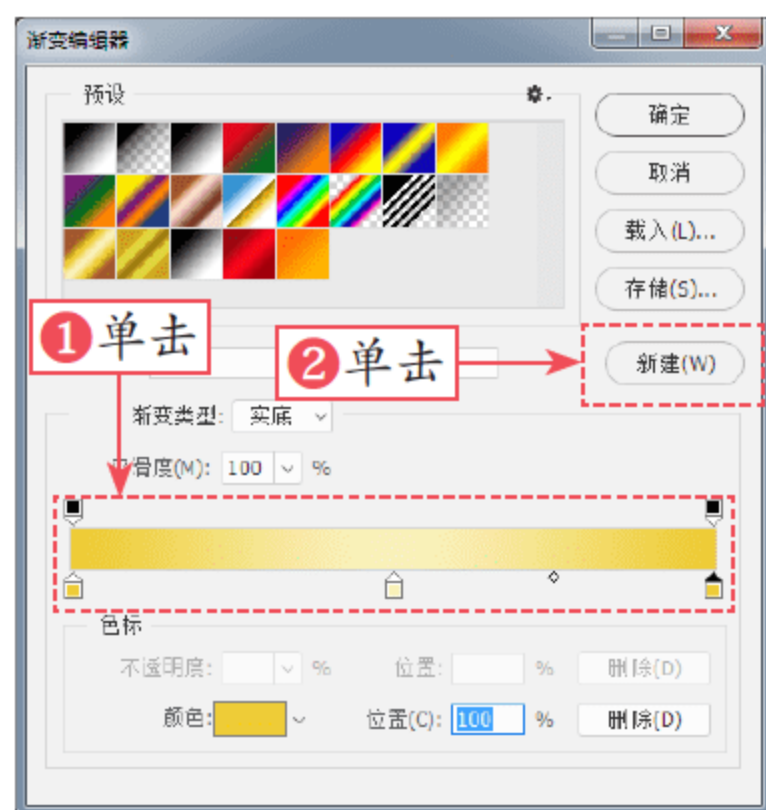 渐变编辑器
预设
确定
取消
载入(L)...
存储(S)...
1 单击
2 单击
新建(W)
渐变类型: 实底
滑度(M): 100 %
色标
不透明度: %
位置: %
删除(D)
颜色:
位置(C): 100 %
删除(D)